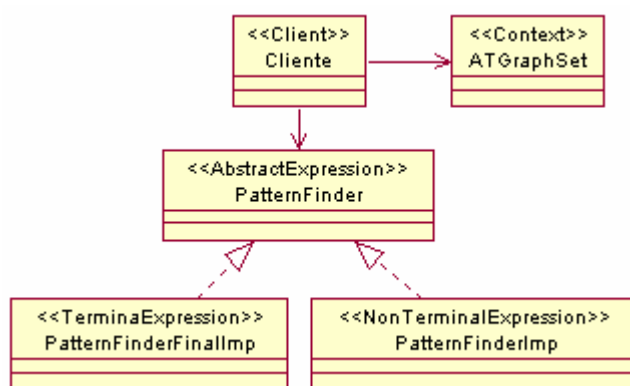 <<Client>>
Cliente
<<Context>>
ATGraphSet
<<AbstractExpression>>
PatternFinder
<<TerminaExpression>>
PatternFinderFinalImp
<<NonTerminalExpression>>
PatternFinderImp